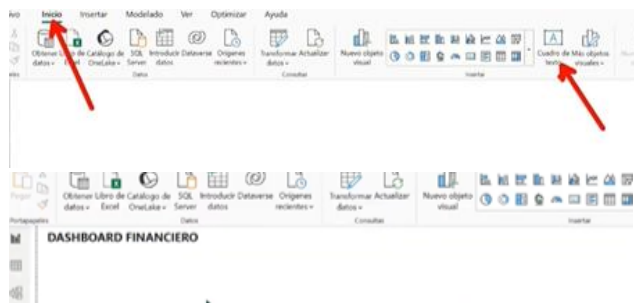 ivo Inicio Insertar Modelado Ver Optimizar Ayuda
Obtener Libro de Catálogo de SQL Introducir Dataverse Orígenes Transformar Actualizar Nuevo objeto Cuadro de Más objetos
datos Excel OneLake Server datos recientes datos visual texto visuales
Datos Consultas Insertar
Pegar Obtener Libro de Catálogo de SQL Introducir Dataverse Orígenes Transformar Actualizar Nuevo objeto
datos Excel OneLake Server datos recientes datos visual
Portapapeles Datos Consultas Insertar
DASHBOARD FINANCIERO